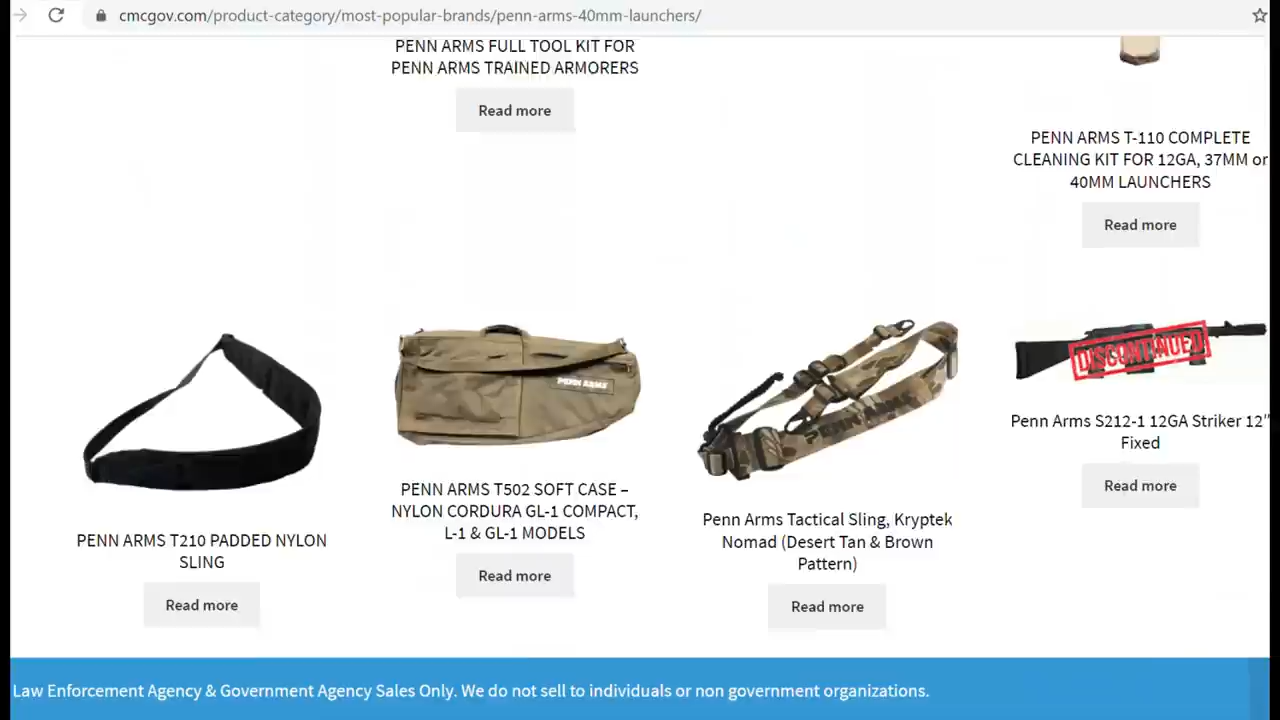 cmcgov.com/product-category/most-popular-brands/penn-arms-40mm-launchers/
PENN ARMS FULL TOOL KIT FOR
PENN ARMS TRAINED ARMORERS
Read more
PENN ARMS T-110 COMPLETE
CLEANING KIT FOR 12GA, 37MM or
40MM LAUNCHERS
Read more
PENN ARMS
PENN ARMS
DISCONTINUED
PENN ARMS T210 PADDED NYLON
SLING
Read more
PENN ARMS T502 SOFT CASE –
NYLON CORDURA GL-1 COMPACT,
L-1 & GL-1 MODELS
Read more
Penn Arms Tactical Sling, Kryptek
Nomad (Desert Tan & Brown
Pattern)
Read more
Penn Arms S212-1 12GA Striker 12″
Fixed
Read more
Law Enforcement Agency & Government Agency Sales Only. We do not sell to individuals or non government organizations.